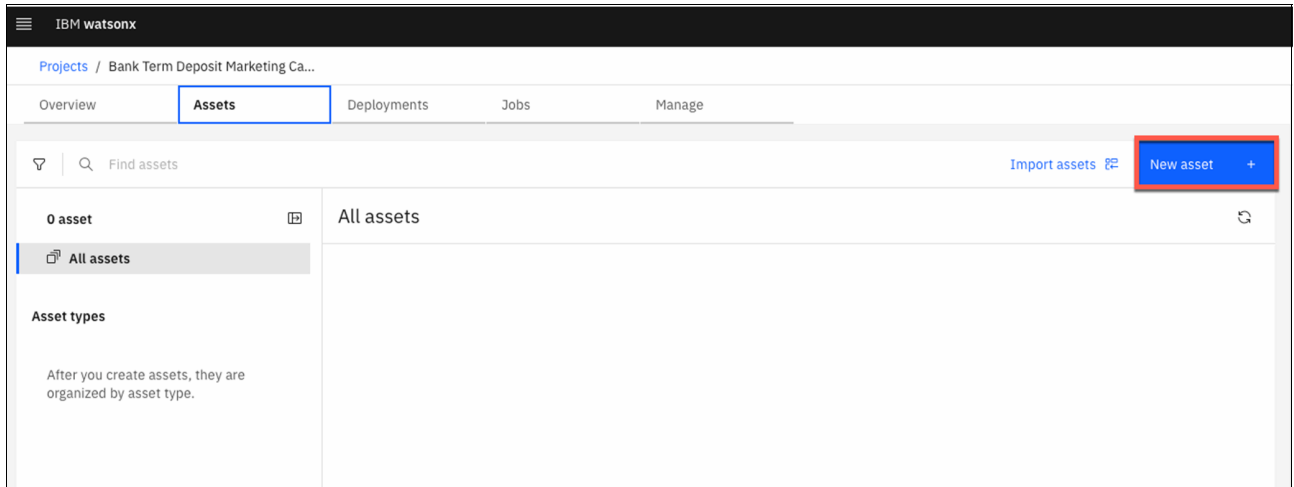 IBM watsonx
Projects / Bank Term Deposit Marketing Ca...
Overview Assets Deployments Jobs Manage
Find assets Import assets New asset +
0 asset All assets
All assets
Asset types
After you create assets, they are
organized by asset type.